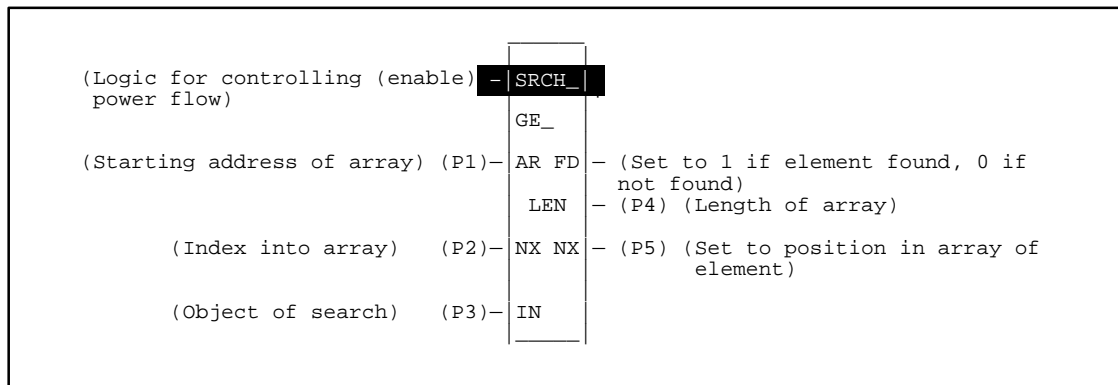 (Logic for controlling (enable) –|SRCH_|
power flow)
GE_
(Starting address of array) (P1)–|AR FD|– (Set to 1 if element found, 0 if
not found)
LEN |– (P4) (Length of array)
(Index into array) (P2)–|NX NX|– (P5) (Set to position in array of
element)
(Object of search) (P3)–|IN